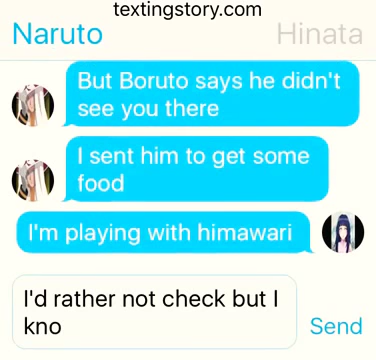 textingstory.com
Naruto
Hinata
But Boruto says he didn't
see you there
I sent him to get some
food
I'm playing with himawari
I'd rather not check but I
kno
Send